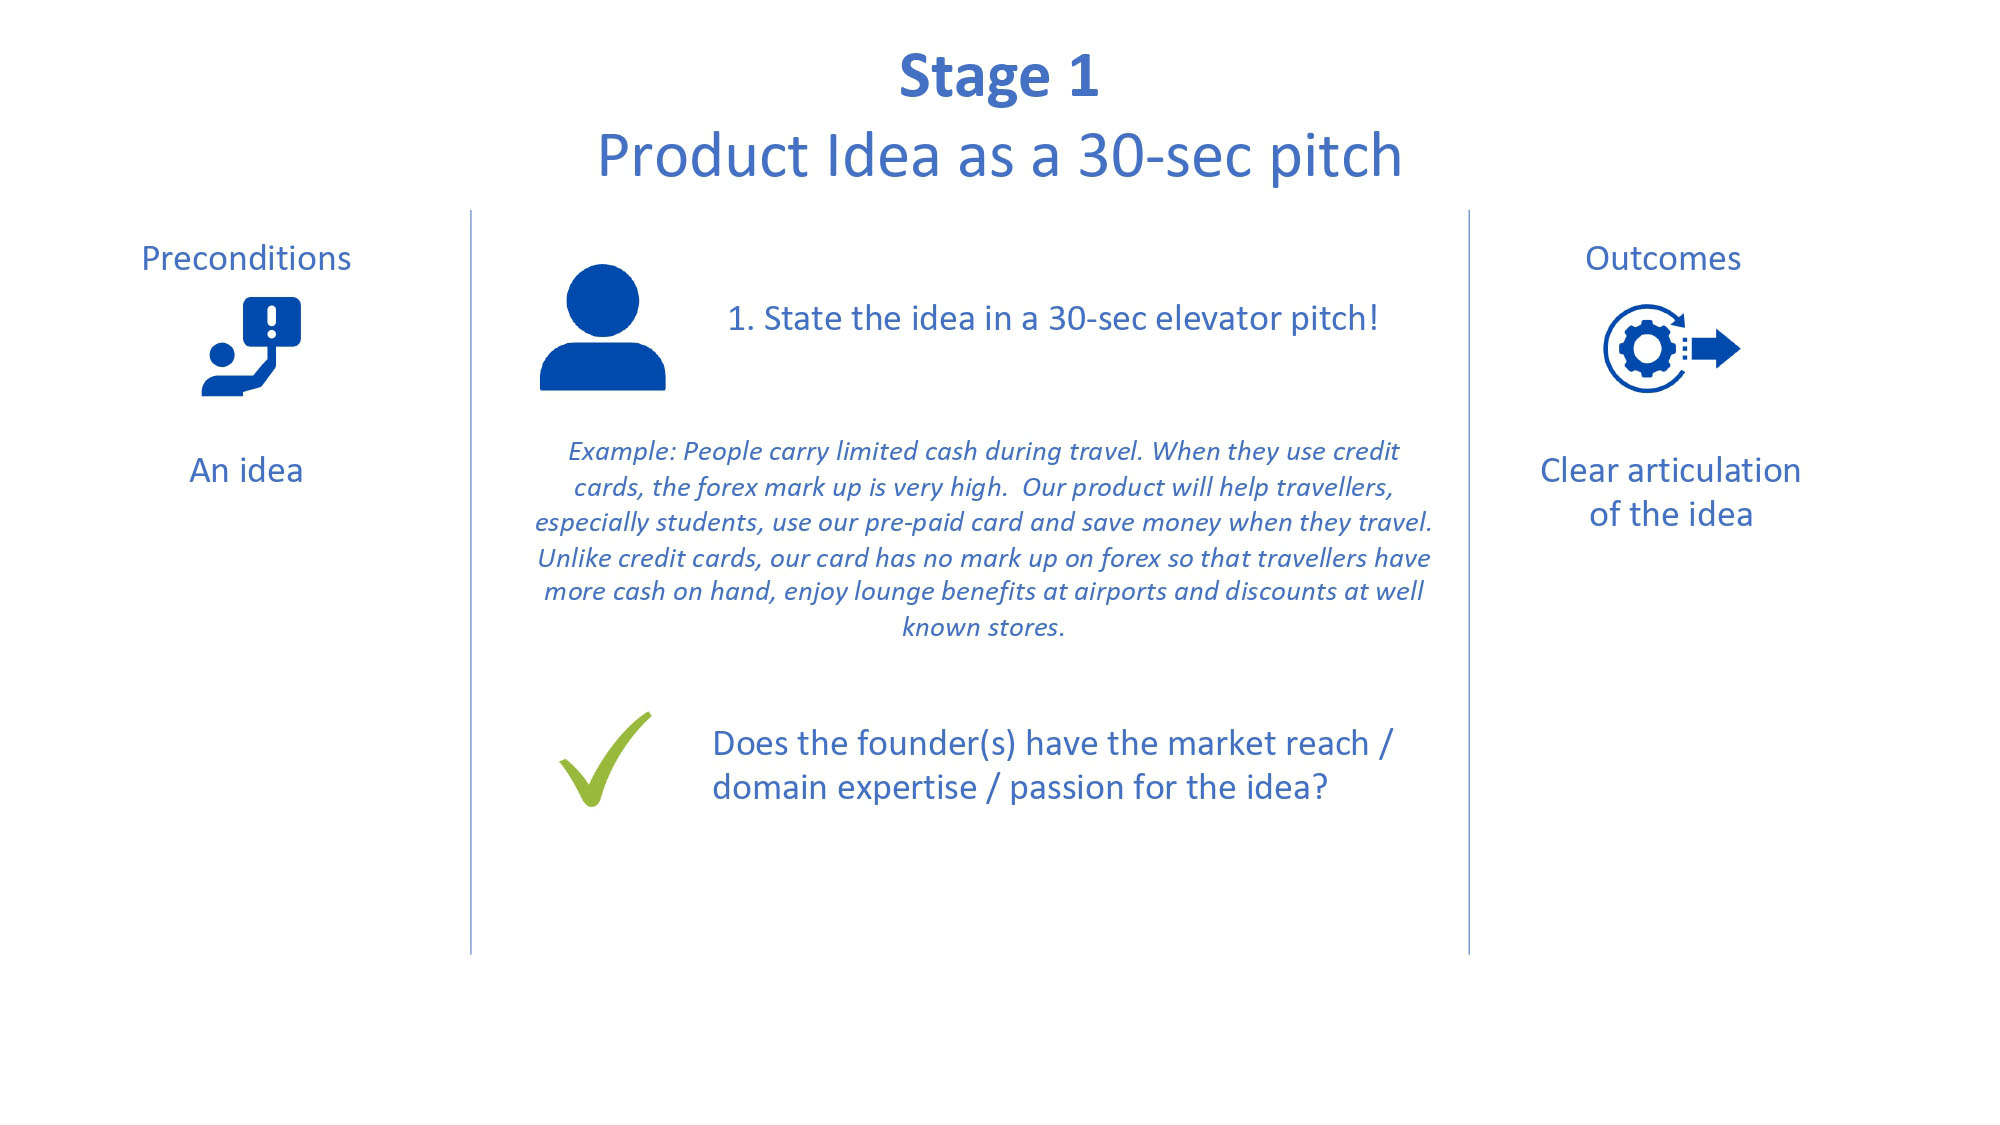 Stage 1
Product Idea as a 30-sec pitch
Preconditions
An idea
1. State the idea in a 30-sec elevator pitch!
Example: People carry limited cash during travel. When they use credit
cards, the forex mark up is very high.  Our product will help travellers,
especially students, use our pre-paid card and save money when they travel.
Unlike credit cards, our card has no mark up on forex so that travellers have
more cash on hand, enjoy lounge benefits at airports and discounts at well
known stores.
Does the founder(s) have the market reach /
domain expertise / passion for the idea?
Outcomes
Clear articulation
of the idea